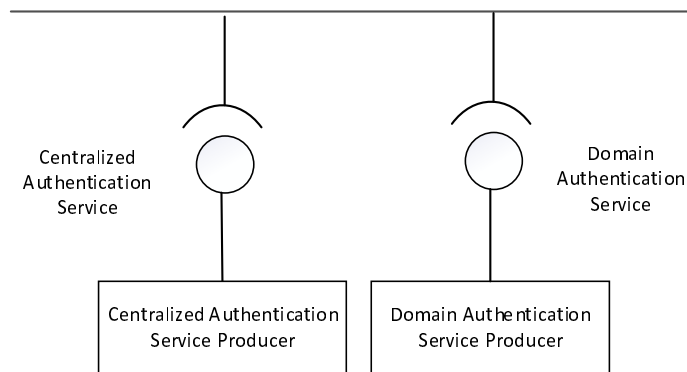 Centralized
Authentication
Service
Domain
Authentication
Service
Centralized Authentication
Service Producer
Domain Authentication
Service Producer